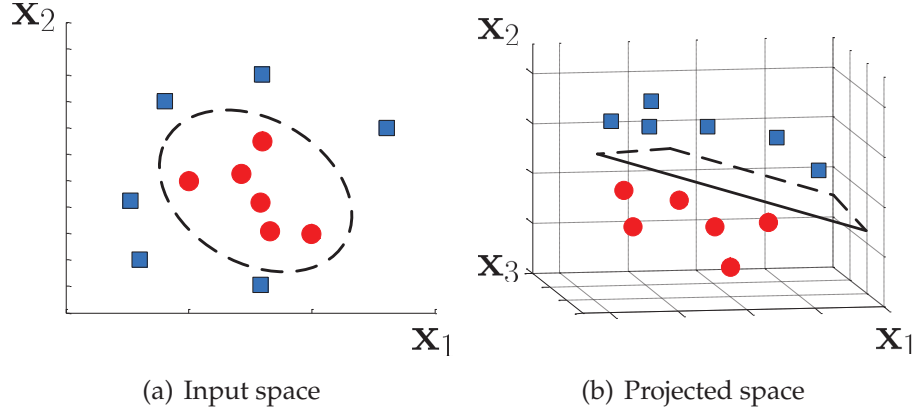 x2
x1
(a) Input space
x2
x3
x1
(b) Projected space